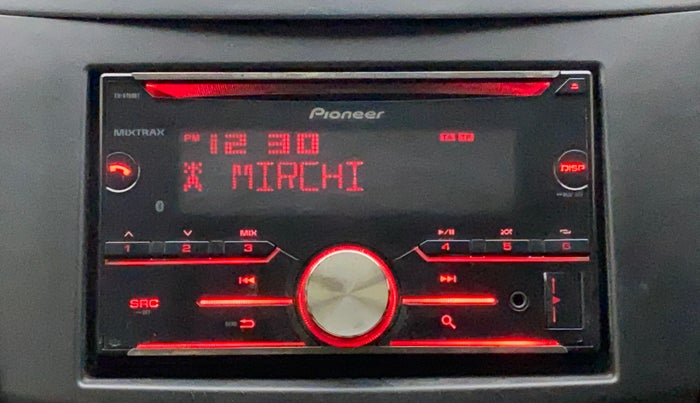 Pioneer
MIXTRAX
PM 12 30
MIRCHI
DISP
MIX
1 2 3 4 5 6
SRC